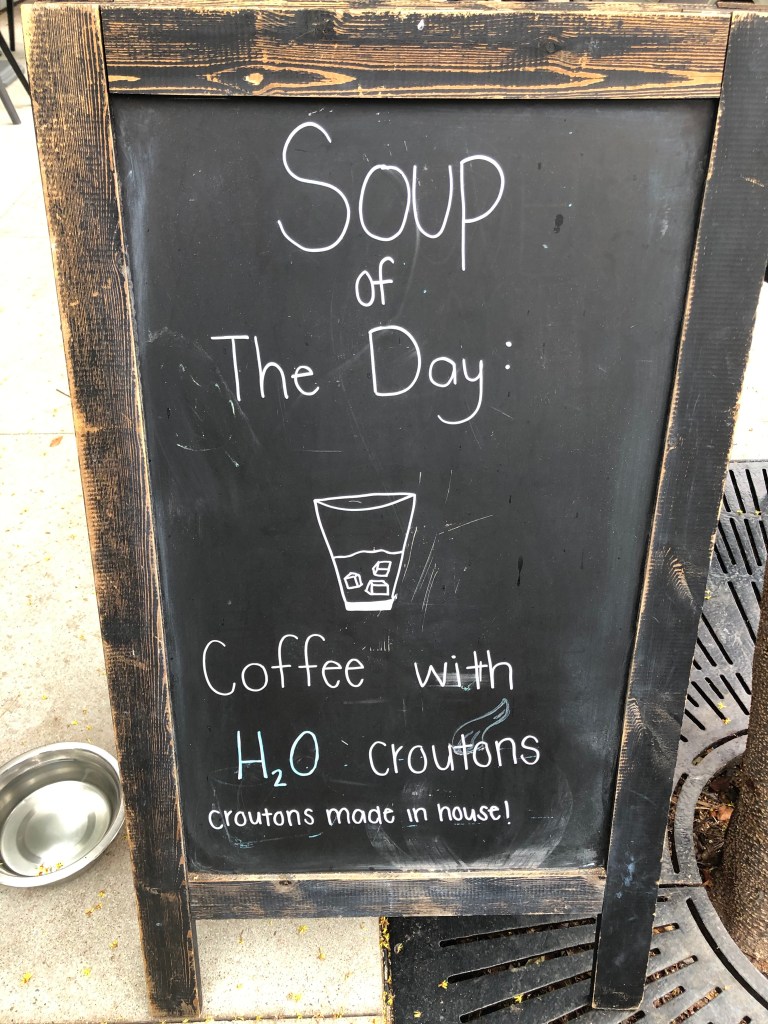 Soup
of
The Day:
Coffee with
H₂O croutons
croutons made in house!